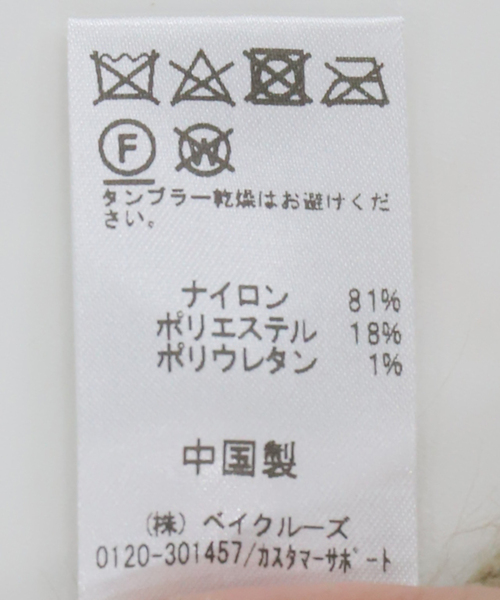 F W
タンブラー乾燥はお避けくだ
さい。
ナイロン 81%
ポリエステル 18%
ポリウレタン 1%
中国製
(株) ベイクルーズ
0120-301457/カスタマーサポート